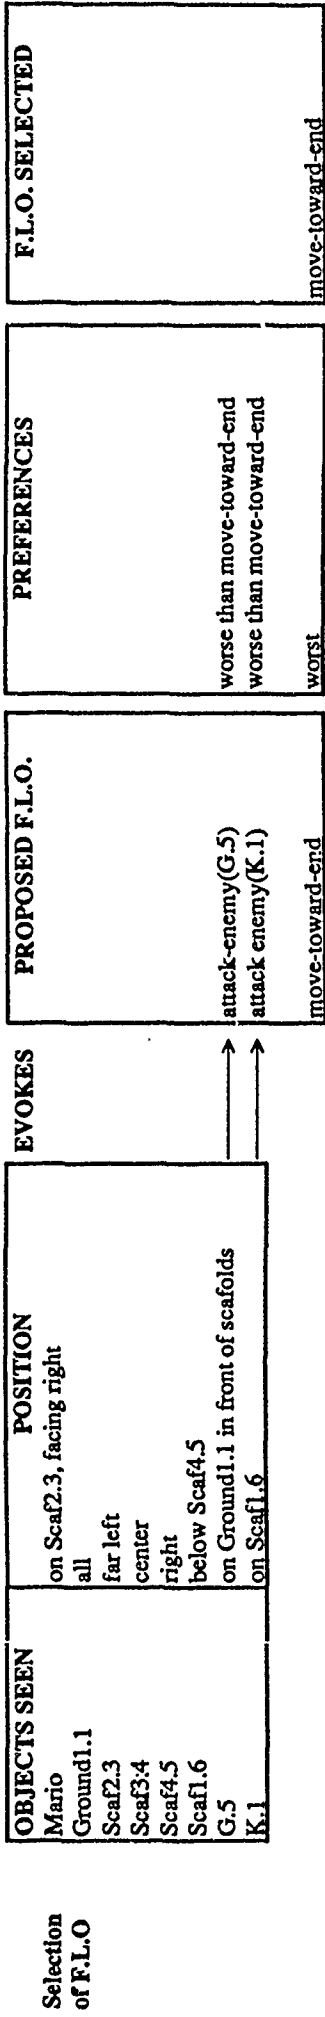 Selection
of F.L.O
OBJECTS SEEN
POSITION
EVOKES
PROPOSED F.L.O.
PREFERENCES
F.L.O. SELECTED
Mario on Scaf2.3, facing right
Ground1.1 all
Scaf2.3 far left
Scaf3:4 center
Scaf4.5 right
Scaf1.6 below Scaf4.5
G.5 on Ground1.1 in front of scafolds attack-enemy(G.5) worse than move-toward-end
K.1 on Scaf1.6 attack enemy(K.1) worse than move-toward-end
move-toward-end worst move-toward-end